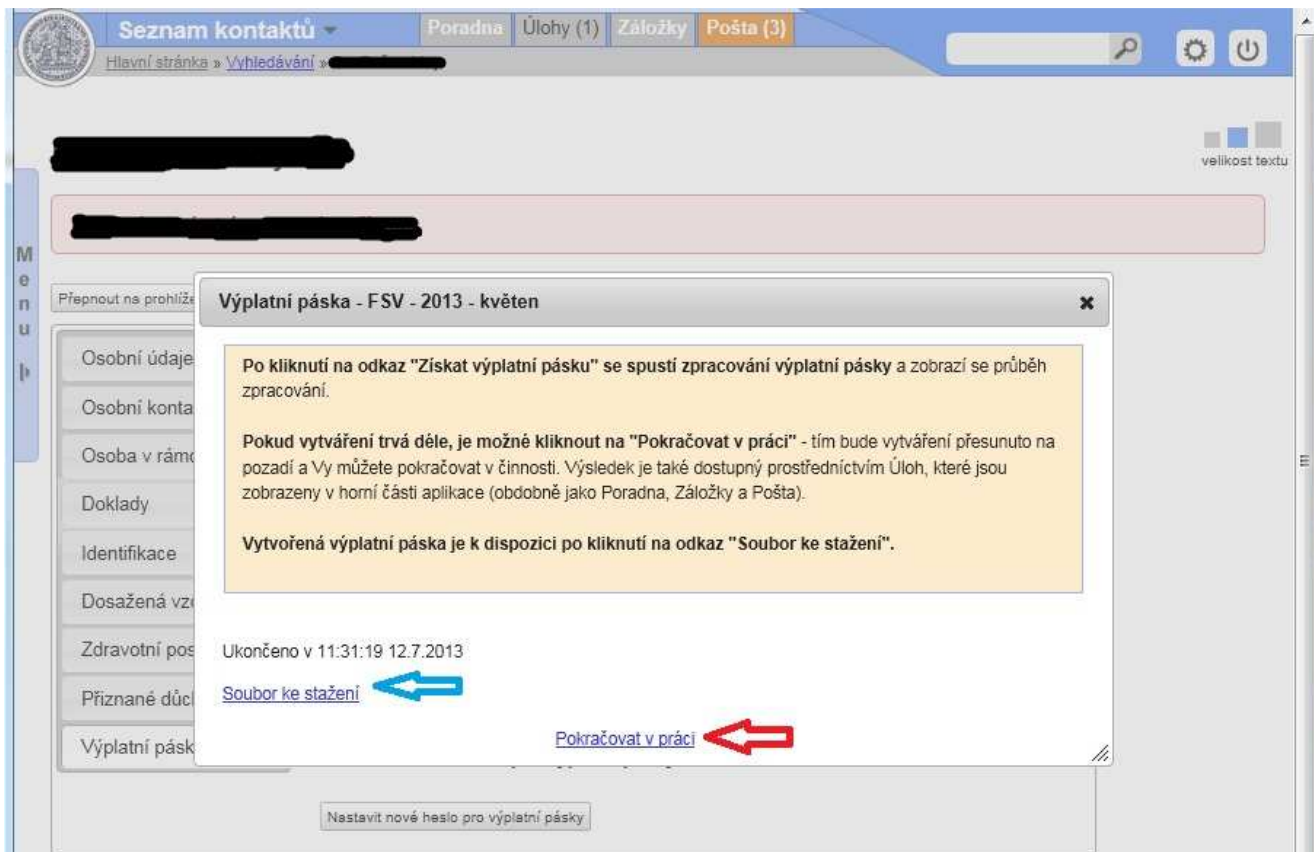 Seznam kontaktů
Poradna
Úlohy (1)
Záložky
Pošta (3)
Hlavní stránka » Vyhledávání »
velikost textu
Menu
Přepnout na prohlíže
Výplatní páska - FSV - 2013 - květen
Osobní údaje
Osobní konta
Osoba v rámc
Doklady
Identifikace
Dosažená vzd
Zdravotní pos
Přiznané důc
Výplatní pásk
Po kliknutí na odkaz "Získat výplatní pásku" se spustí zpracování výplatní pásky a zobrazí se průběh
zpracování.
Pokud vytváření trvá déle, je možné kliknout na "Pokračovat v práci" - tím bude vytváření přesunuto na
pozadí a Vy můžete pokračovat v činnosti. Výsledek je také dostupný prostřednictvím Úloh, které jsou
zobrazeny v horní části aplikace (obdobně jako Poradna, Záložky a Pošta).
Vytvořená výplatní páska je k dispozici po kliknutí na odkaz "Soubor ke stažení".
Ukončeno v 11:31:19 12.7.2013
Soubor ke stažení
Pokračovat v práci
Nastavit nové heslo pro výplatní pásky